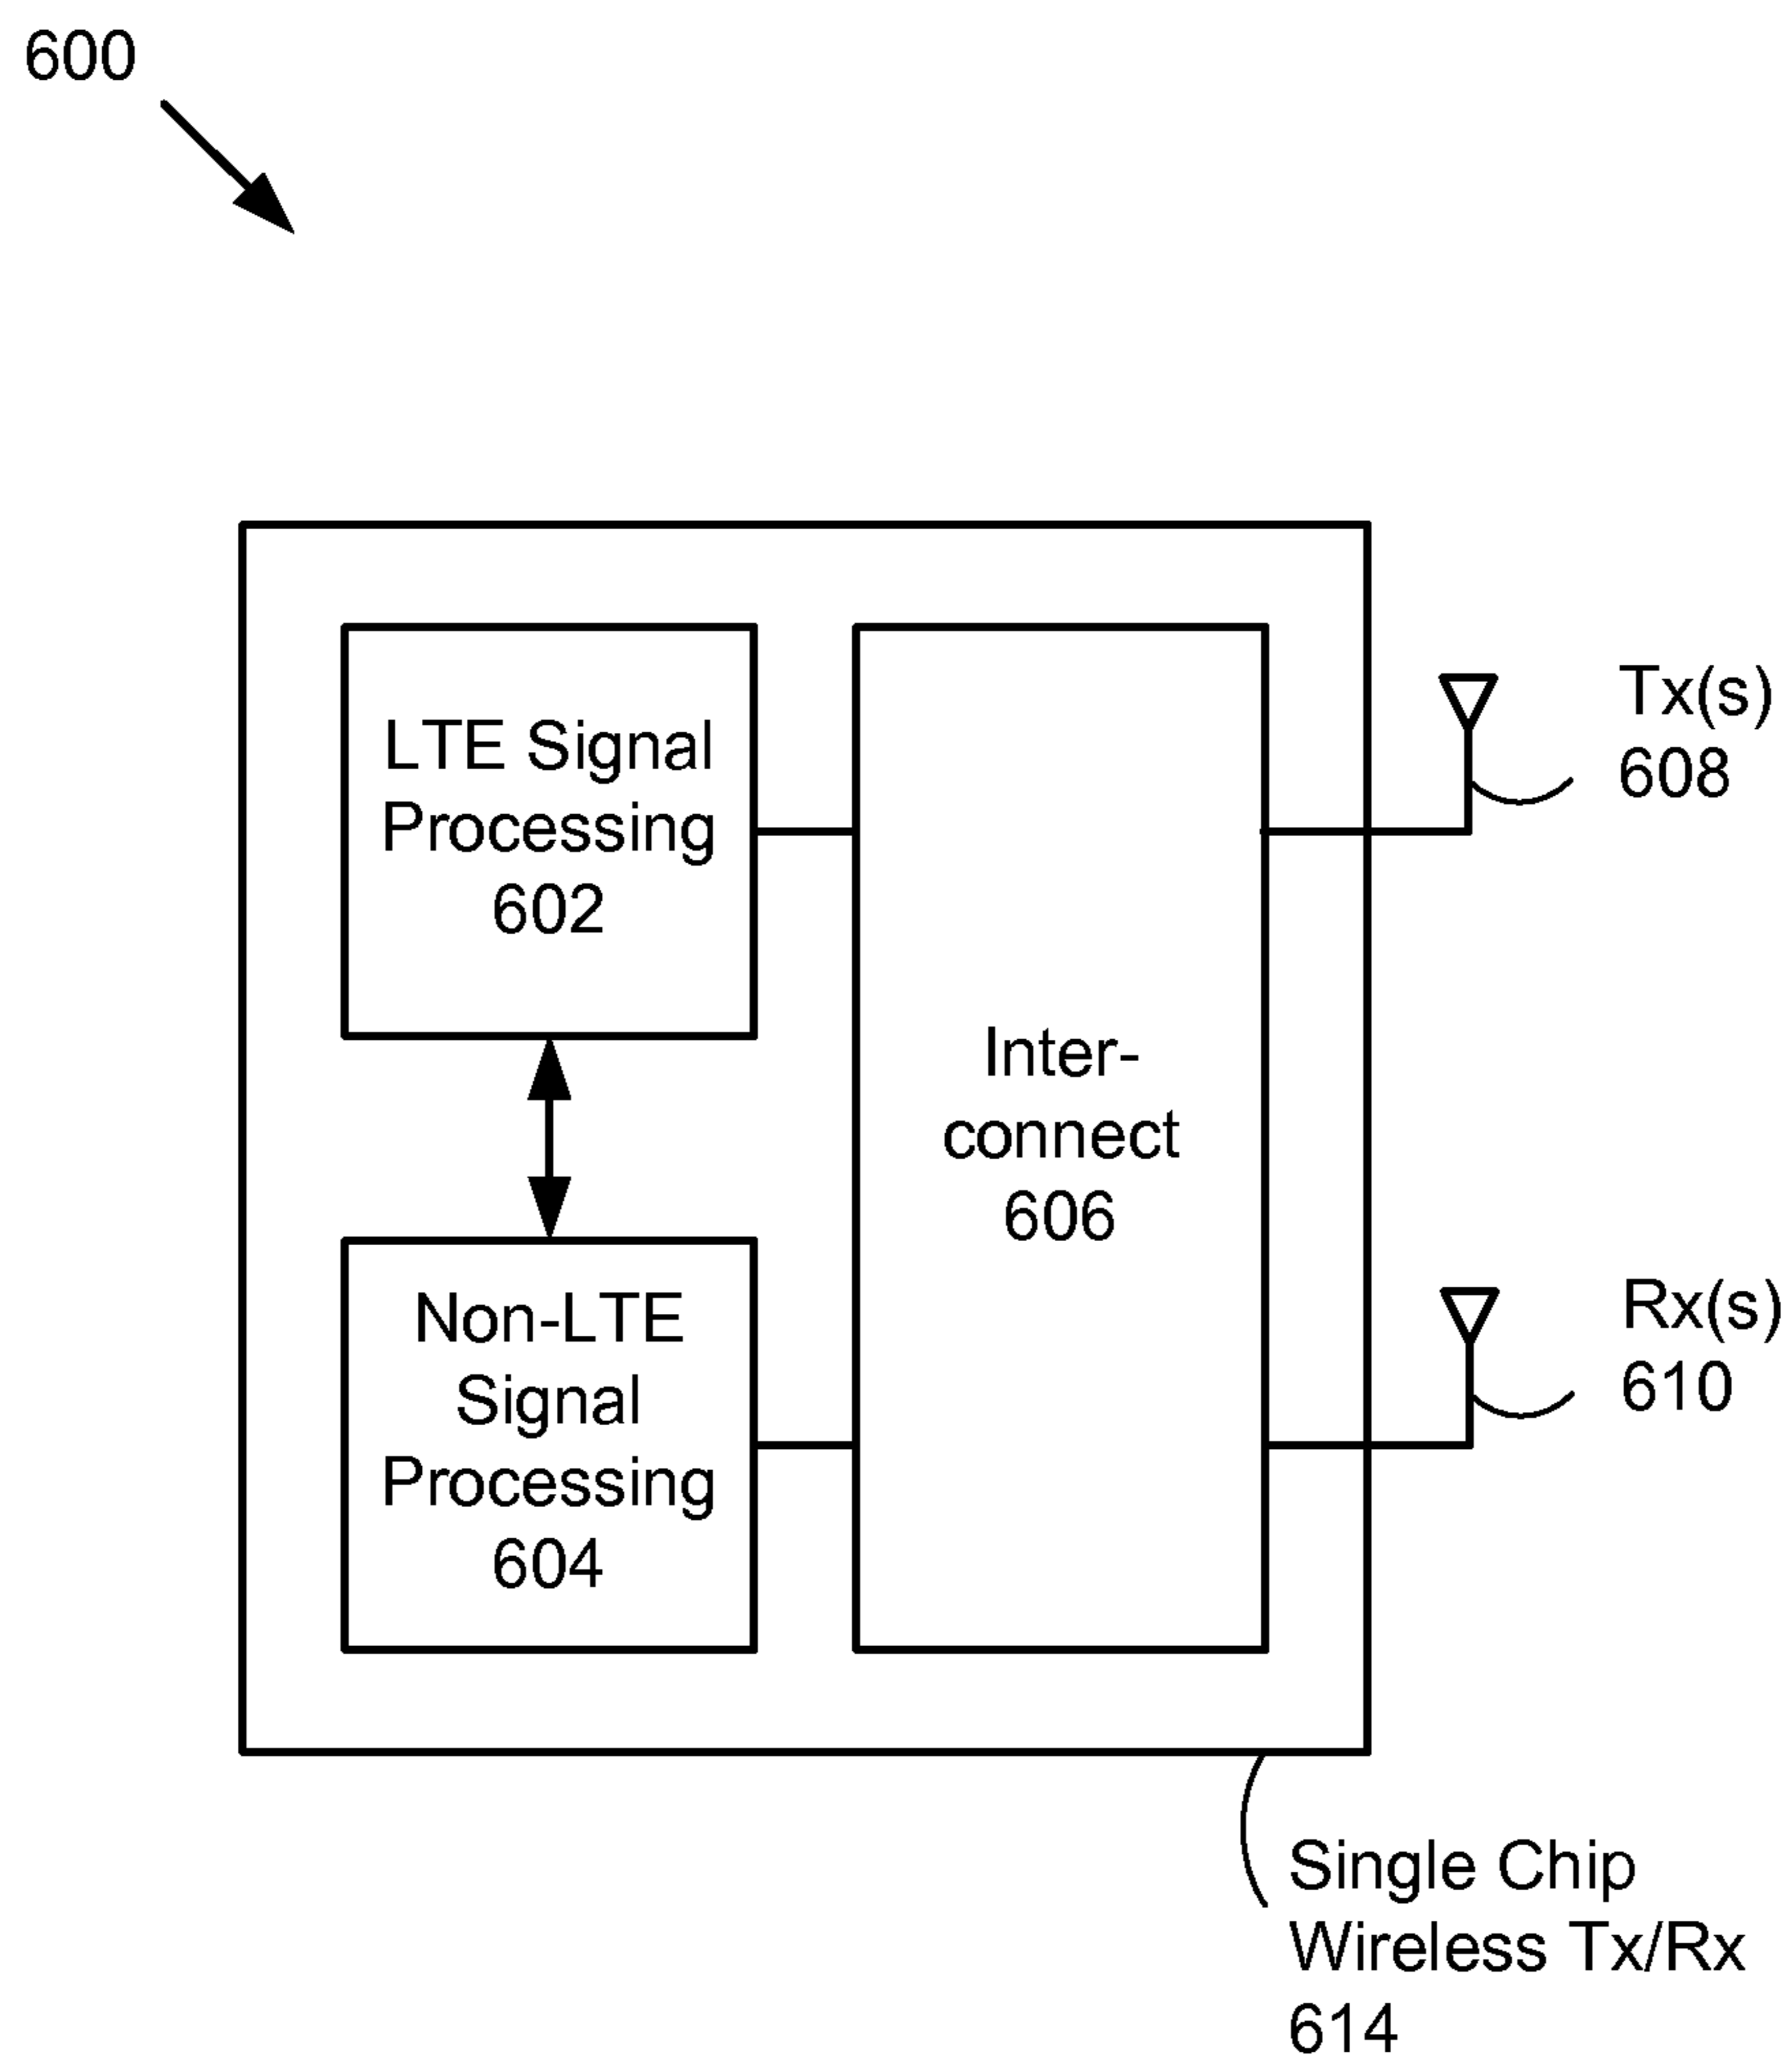 600
LTE Signal
Processing
602
Non-LTE
Signal
Processing
604
Inter-
connect
606
Tx(s)
608
Rx(s)
610
Single Chip
Wireless Tx/Rx
614